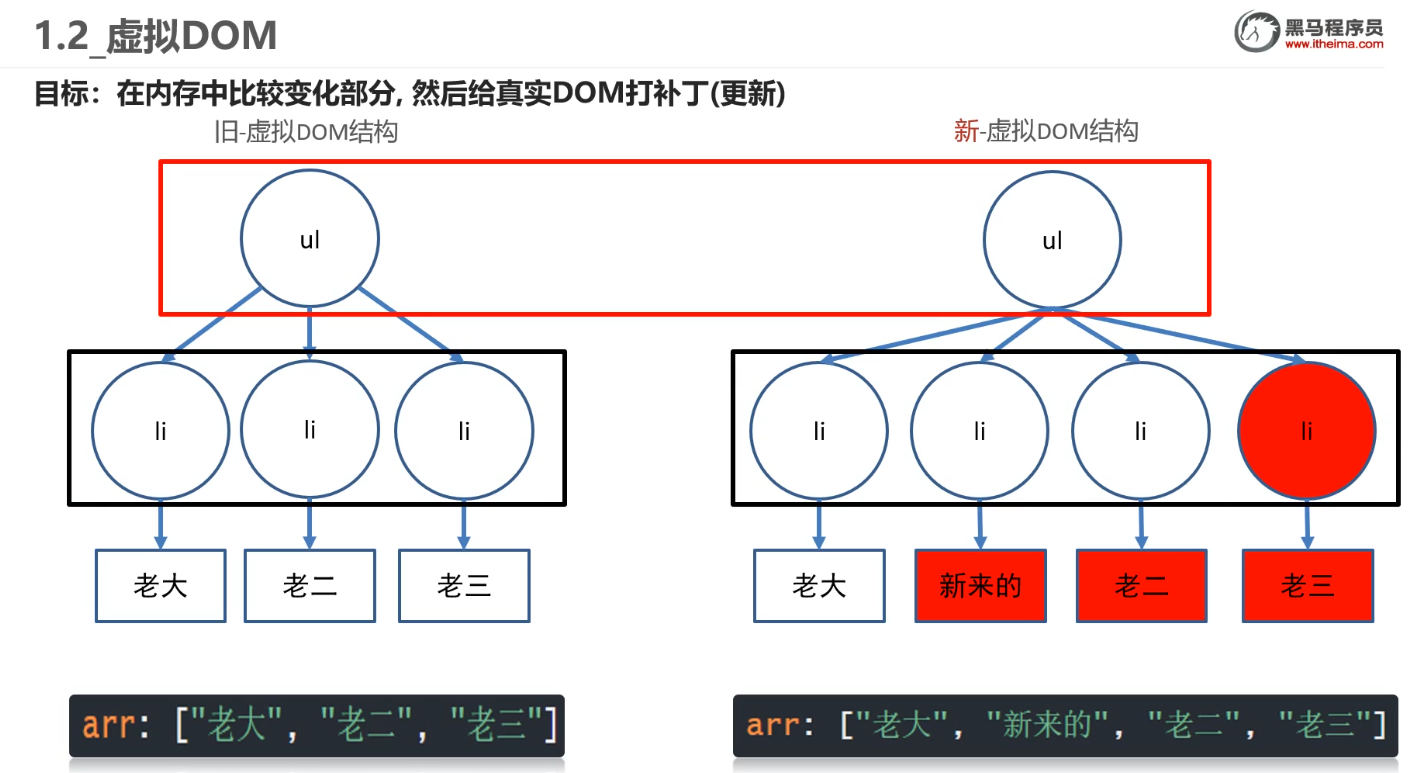 1.2_虚拟DOM
黑马程序员
www.itheima.com
目标：在内存中比较变化部分, 然后给真实DOM打补丁(更新)
旧-虚拟DOM结构
新-虚拟DOM结构
ul
ul
li
li
li
li
li
li
li
老大
老二
老三
老大
新来的
老二
老三
arr: ["老大", "老二", "老三"]
arr: ["老大", "新来的", "老二", "老三"]